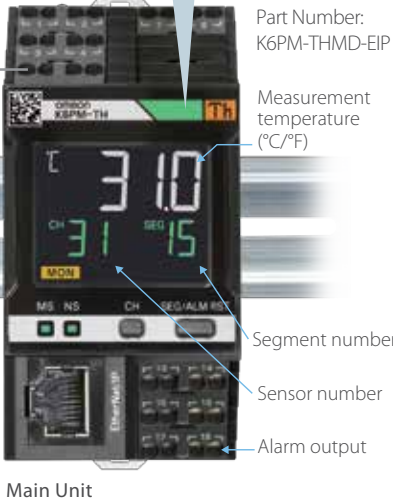 Part Number:
K6PM-THMD-EIP
Measurement
temperature
(°C/°F)
omron
K6PM-TH
Th
℃
31.0
CH 31 SEG 15
MON
MS NS CH SEG/ALM RST
EtherNet/IP
Segment number
Sensor number
Alarm output
Main Unit